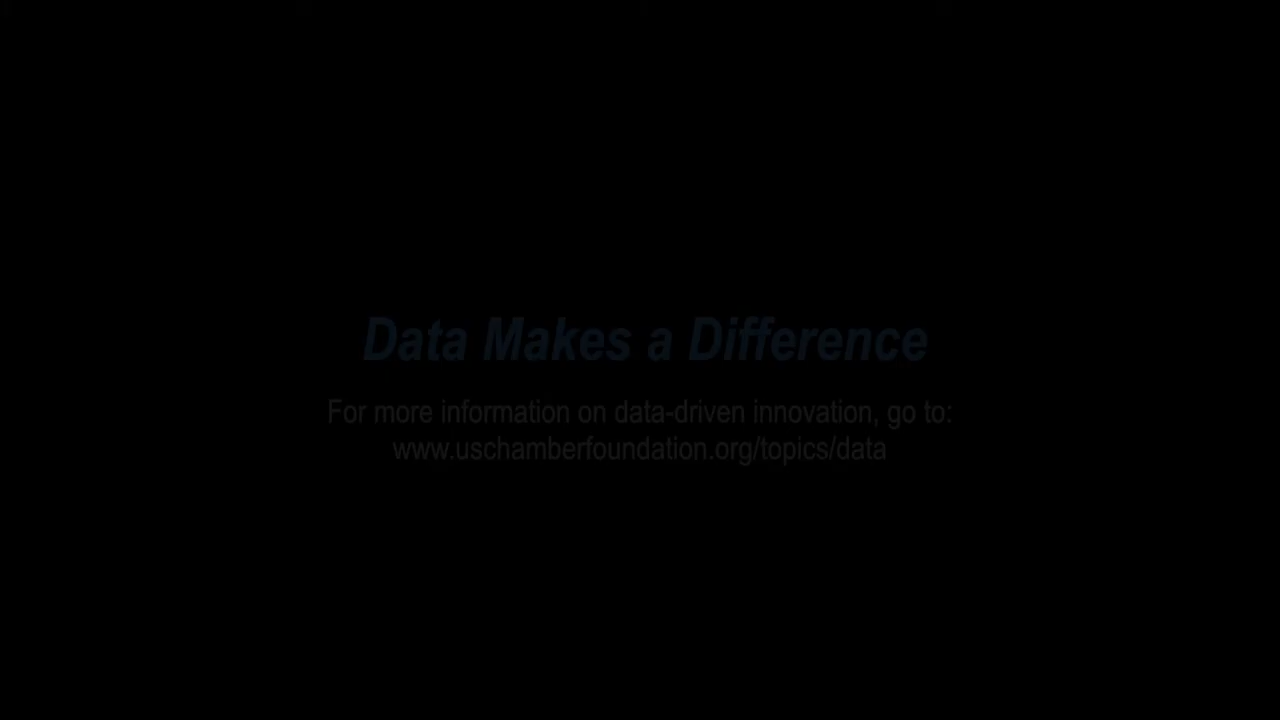 Data Makes a Difference
For more information on data-driven innovation, go to:
www.uschamberfoundation.org/topics/data